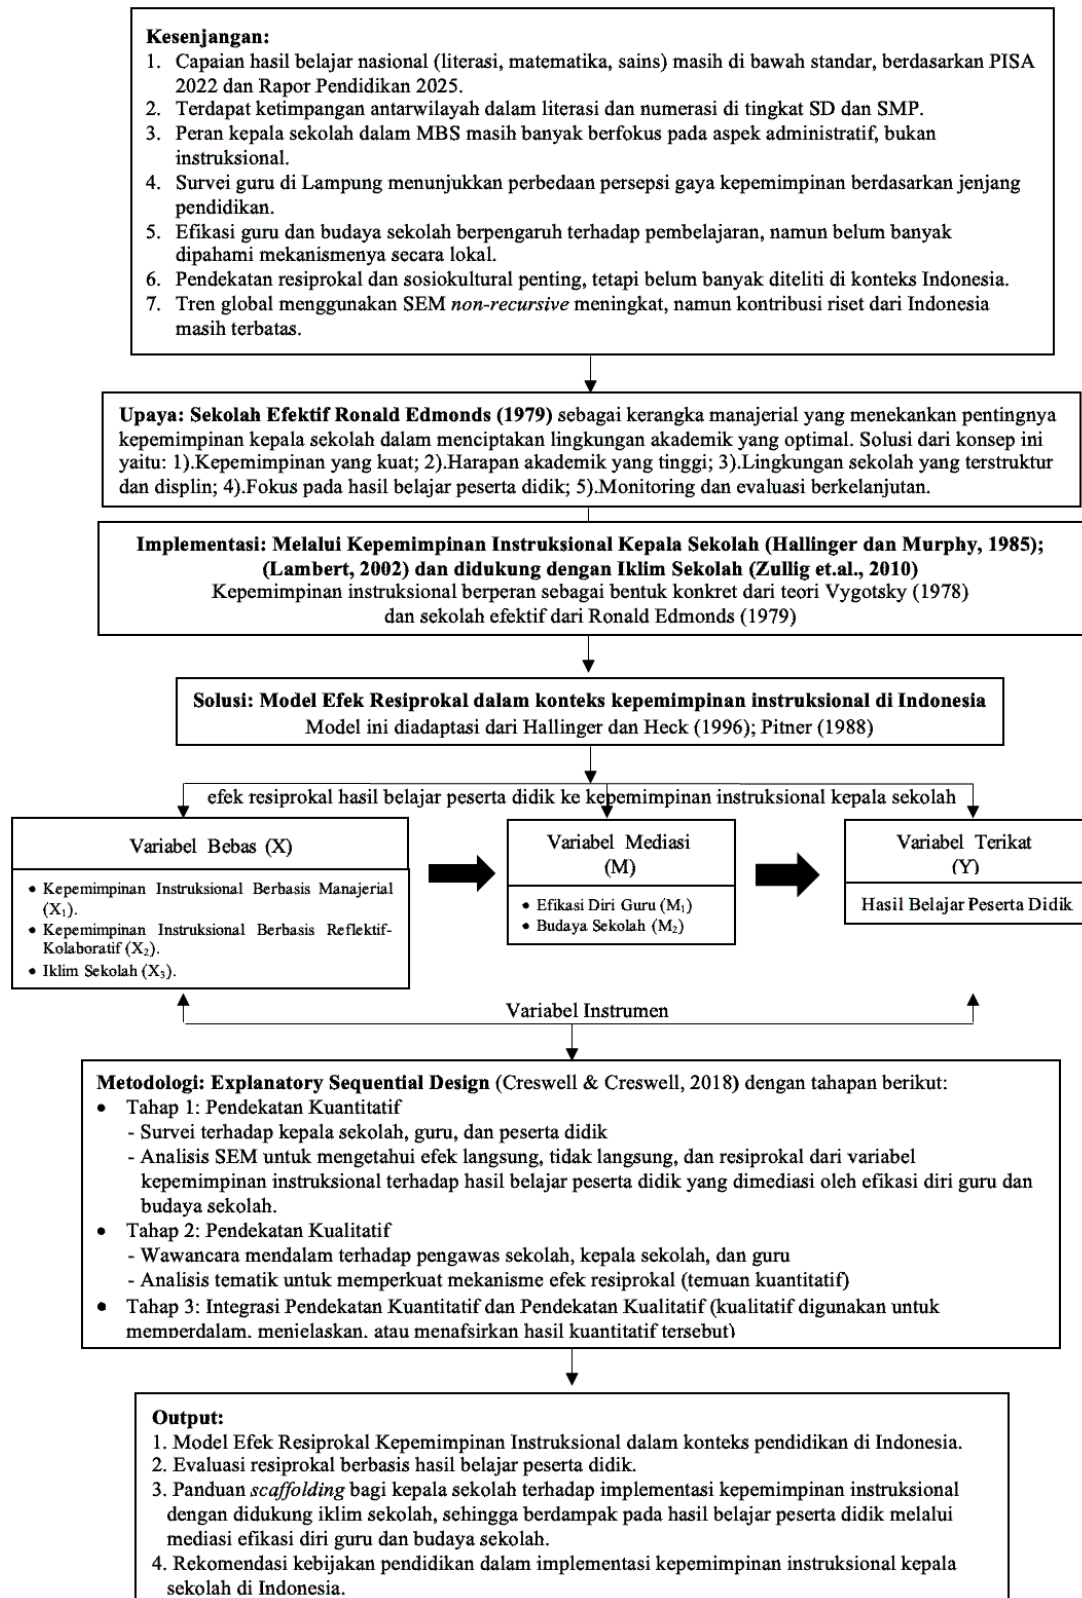 Kesenjangan:
1. Capaian hasil belajar nasional (literasi, matematika, sains) masih di bawah standar, berdasarkan PISA
2022 dan Rapor Pendidikan 2025.
2. Terdapat ketimpangan antarwilayah dalam literasi dan numerasi di tingkat SD dan SMP.
3. Peran kepala sekolah dalam MBS masih banyak berfokus pada aspek administratif, bukan
instruksional.
4. Survei guru di Lampung menunjukkan perbedaan persepsi gaya kepemimpinan berdasarkan jenjang
pendidikan.
5. Efikasi guru dan budaya sekolah berpengaruh terhadap pembelajaran, namun belum banyak
dipahami mekanismenya secara lokal.
6. Pendekatan resiprokal dan sosiokultural penting, tetapi belum banyak diteliti di konteks Indonesia.
7. Tren global menggunakan SEM non-recursive meningkat, namun kontribusi riset dari Indonesia
masih terbatas.
Upaya: Sekolah Efektif Ronald Edmonds (1979) sebagai kerangka manajerial yang menekankan pentingnya
kepemimpinan kepala sekolah dalam menciptakan lingkungan akademik yang optimal. Solusi dari konsep ini
yaitu: 1).Kepemimpinan yang kuat; 2).Harapan akademik yang tinggi; 3).Lingkungan sekolah yang terstruktur
dan displin; 4).Fokus pada hasil belajar peserta didik; 5).Monitoring dan evaluasi berkelanjutan.
Implementasi: Melalui Kepemimpinan Instruksional Kepala Sekolah (Hallinger dan Murphy, 1985);
(Lambert, 2002) dan didukung dengan Iklim Sekolah (Zullig et.al., 2010)
Kepemimpinan instruksional berperan sebagai bentuk konkret dari teori Vygotsky (1978)
dan sekolah efektif dari Ronald Edmonds (1979)
Solusi: Model Efek Resiprokal dalam konteks kepemimpinan instruksional di Indonesia
Model ini diadaptasi dari Hallinger dan Heck (1996); Pitner (1988)
efek resiprokal hasil belajar peserta didik ke kepemimpinan instruksional kepala sekolah
Variabel Bebas (X)
• Kepemimpinan Instruksional Berbasis Manajerial
(X₁).
• Kepemimpinan Instruksional Berbasis Reflektif-
Kolaboratif (X₂).
• Iklim Sekolah (X₃).
Variabel Mediasi
(M)
• Efikasi Diri Guru (M₁)
• Budaya Sekolah (M₂)
Variabel Terikat
(Y)
Hasil Belajar Peserta Didik
Variabel Instrumen
Metodologi: Explanatory Sequential Design (Creswell & Creswell, 2018) dengan tahapan berikut:
• Tahap 1: Pendekatan Kuantitatif
- Survei terhadap kepala sekolah, guru, dan peserta didik
- Analisis SEM untuk mengetahui efek langsung, tidak langsung, dan resiprokal dari variabel
kepemimpinan instruksional terhadap hasil belajar peserta didik yang dimediasi oleh efikasi diri guru dan
budaya sekolah.
• Tahap 2: Pendekatan Kualitatif
- Wawancara mendalam terhadap pengawas sekolah, kepala sekolah, dan guru
- Analisis tematik untuk memperkuat mekanisme efek resiprokal (temuan kuantitatif)
• Tahap 3: Integrasi Pendekatan Kuantitatif dan Pendekatan Kualitatif (kualitatif digunakan untuk
memperdalam, menjelaskan, atau menafsirkan hasil kuantitatif tersebut)
Output:
1. Model Efek Resiprokal Kepemimpinan Instruksional dalam konteks pendidikan di Indonesia.
2. Evaluasi resiprokal berbasis hasil belajar peserta didik.
3. Panduan scaffolding bagi kepala sekolah terhadap implementasi kepemimpinan instruksional
dengan didukung iklim sekolah, sehingga berdampak pada hasil belajar peserta didik melalui
mediasi efikasi diri guru dan budaya sekolah.
4. Rekomendasi kebijakan pendidikan dalam implementasi kepemimpinan instruksional kepala
sekolah di Indonesia.